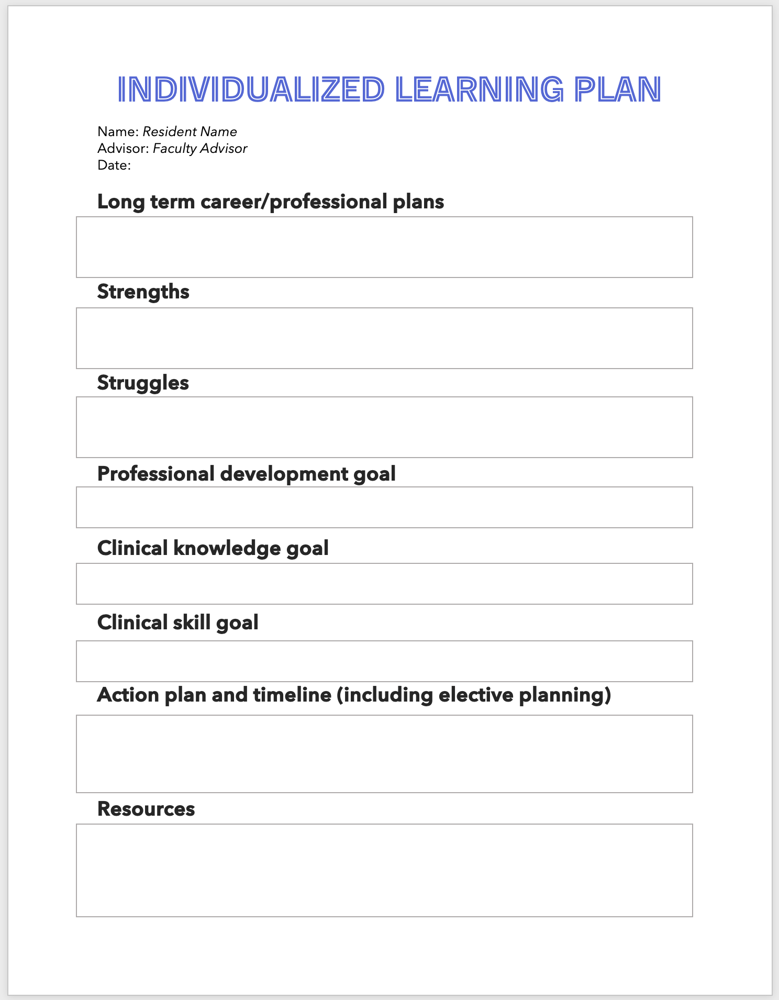 INDIVIDUALIZED LEARNING PLAN
Name: Resident Name
Advisor: Faculty Advisor
Date:
Long term career/professional plans
Strengths
Struggles
Professional development goal
Clinical knowledge goal
Clinical skill goal
Action plan and timeline (including elective planning)
Resources